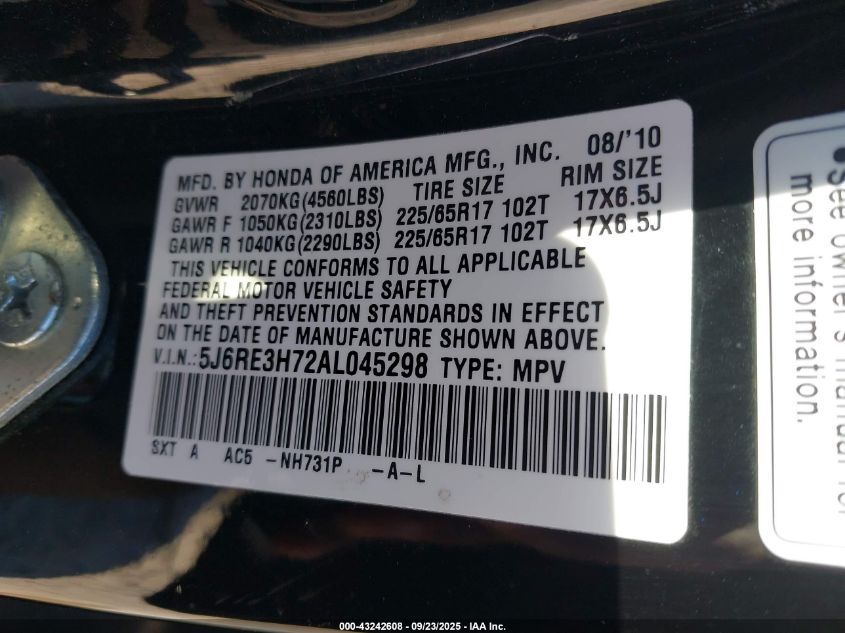 MFD. BY HONDA OF AMERICA MFG., INC. 08/'10
GVWR 2070KG(4560LBS) TIRE SIZE RIM SIZE
GAWR F 1050KG(2310LBS) 225/65R17 102T 17X6.5J
GAWR R 1040KG(2290LBS) 225/65R17 102T 17X6.5J
THIS VEHICLE CONFORMS TO ALL APPLICABLE
FEDERAL MOTOR VEHICLE SAFETY
AND THEFT PREVENTION STANDARDS IN EFFECT
ON THE DATE OF MANUFACTURE SHOWN ABOVE.
V.I.N.: 5J6RE3H72AL045298 TYPE: MPV
SXT A AC5 -NH731P -A-L
•See owner's manual for
more information.
000-43242608 - 09/23/2025 - IAA Inc.